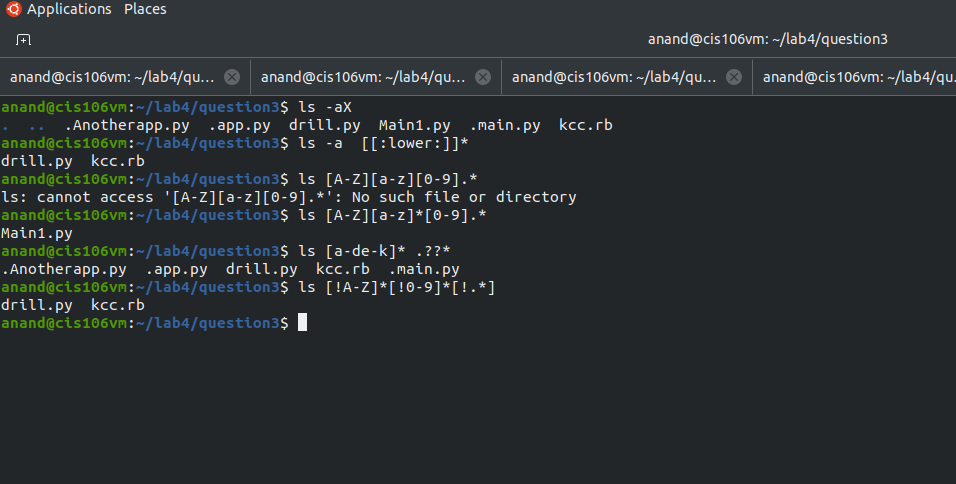 Applications Places
anand@cis106vm: ~/lab4/question3
anand@cis106vm: ~/lab4/qu... anand@cis106vm: ~/lab4/qu... anand@cis106vm: ~/lab4/qu... anand@cis106vm: ~/lab4/qu
anand@cis106vm:~/lab4/question3$ ls -aX
.  ..  .Anotherapp.py  .app.py  drill.py  Main1.py  .main.py  kcc.rb
anand@cis106vm:~/lab4/question3$ ls -a  [[:lower:]]*
drill.py  kcc.rb
anand@cis106vm:~/lab4/question3$ ls [A-Z][a-z][0-9].*
ls: cannot access '[A-Z][a-z][0-9].*': No such file or directory
anand@cis106vm:~/lab4/question3$ ls [A-Z][a-z]*[0-9].*
Main1.py
anand@cis106vm:~/lab4/question3$ ls [a-de-k]* .??*
.Anotherapp.py  .app.py  drill.py  kcc.rb  .main.py
anand@cis106vm:~/lab4/question3$ ls [!A-Z]*[!0-9]*[!.*]
drill.py  kcc.rb
anand@cis106vm:~/lab4/question3$